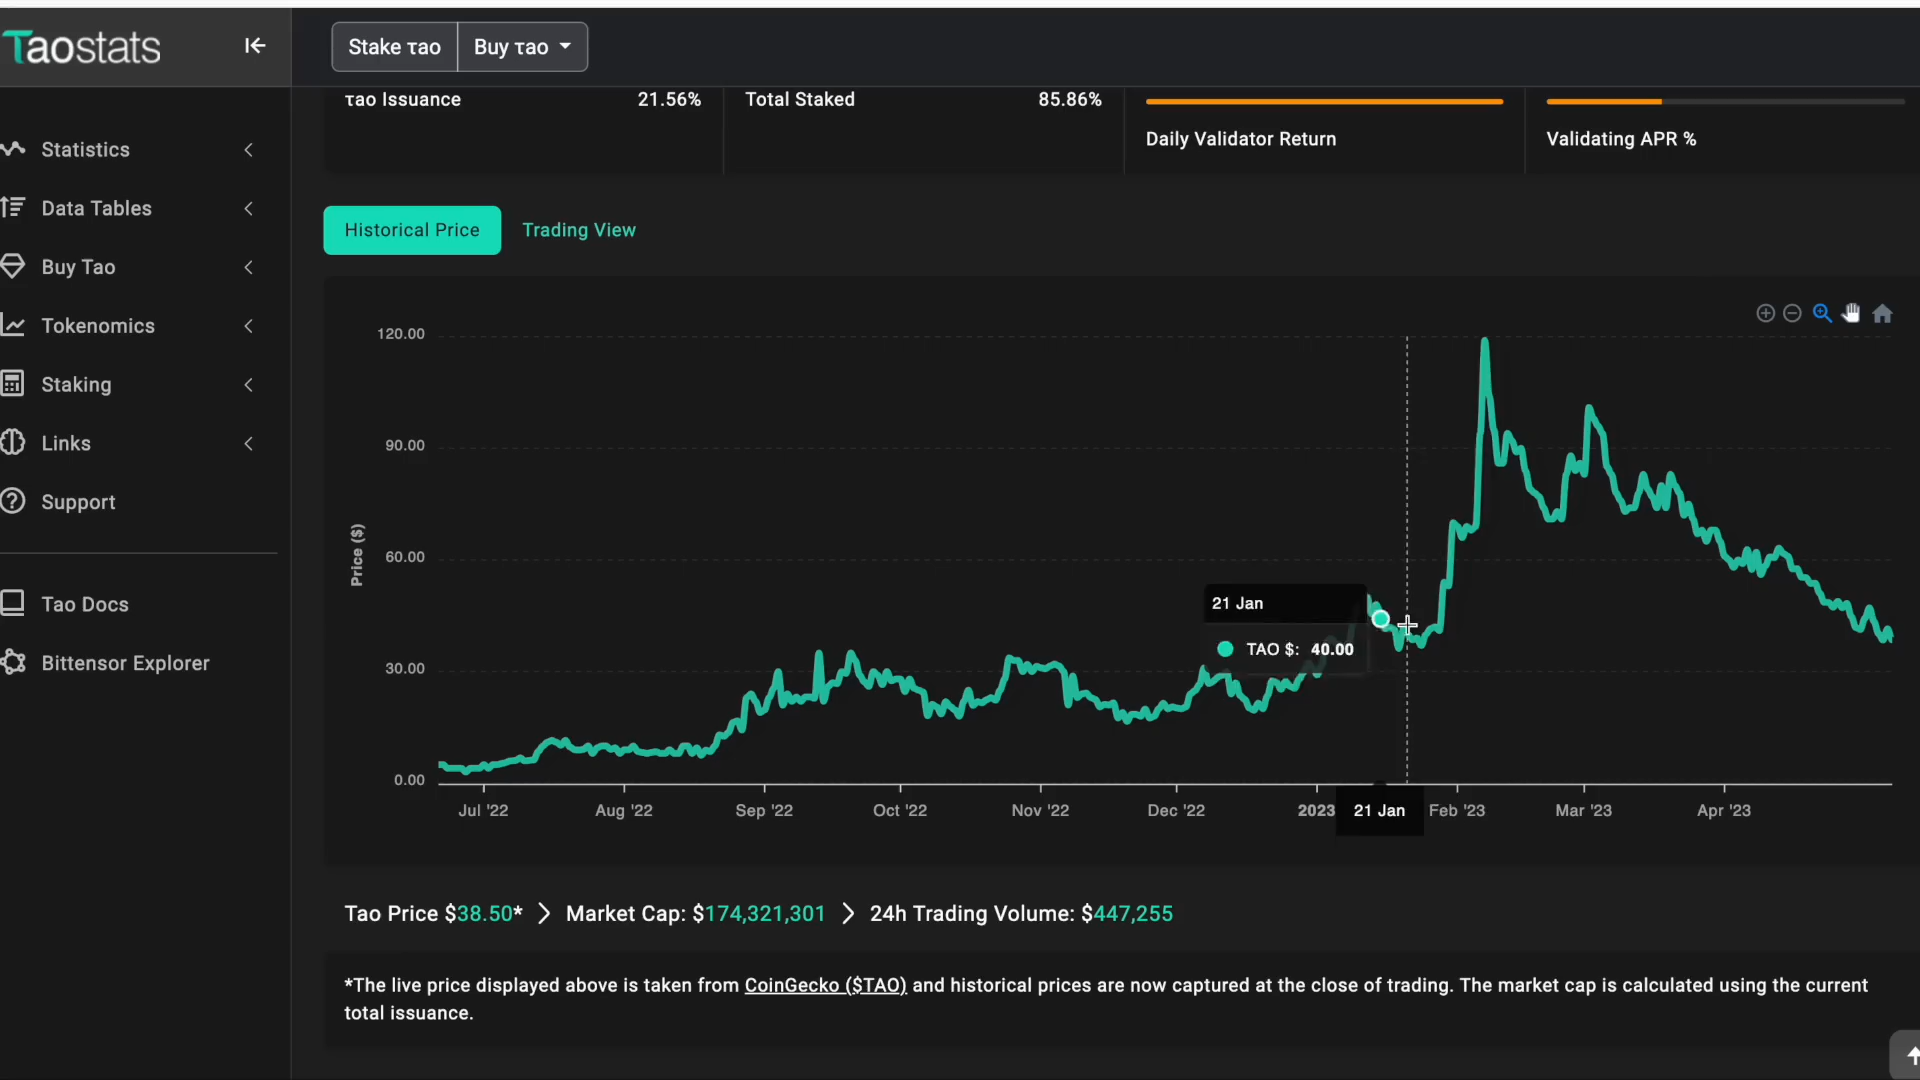 Taostats
Stake τao
Buy τao
Statistics
Data Tables
Buy Tao
Tokenomics
Staking
Links
Support
Tao Docs
Bittensor Explorer
τao Issuance 21.56%
Total Staked 85.86%
Daily Validator Return
Validating APR %
Historical Price
Trading View
120.00
90.00
60.00
30.00
0.00
Price ($)
21 Jan
TAO $: 40.00
Jul '22
Aug '22
Sep '22
Oct '22
Nov '22
Dec '22
2023
21 Jan
Feb '23
Mar '23
Apr '23
Tao Price $38.50* > Market Cap: $174,321,301 > 24h Trading Volume: $447,255
*The live price displayed above is taken from CoinGecko ($TAO) and historical prices are now captured at the close of trading. The market cap is calculated using the current
total issuance.